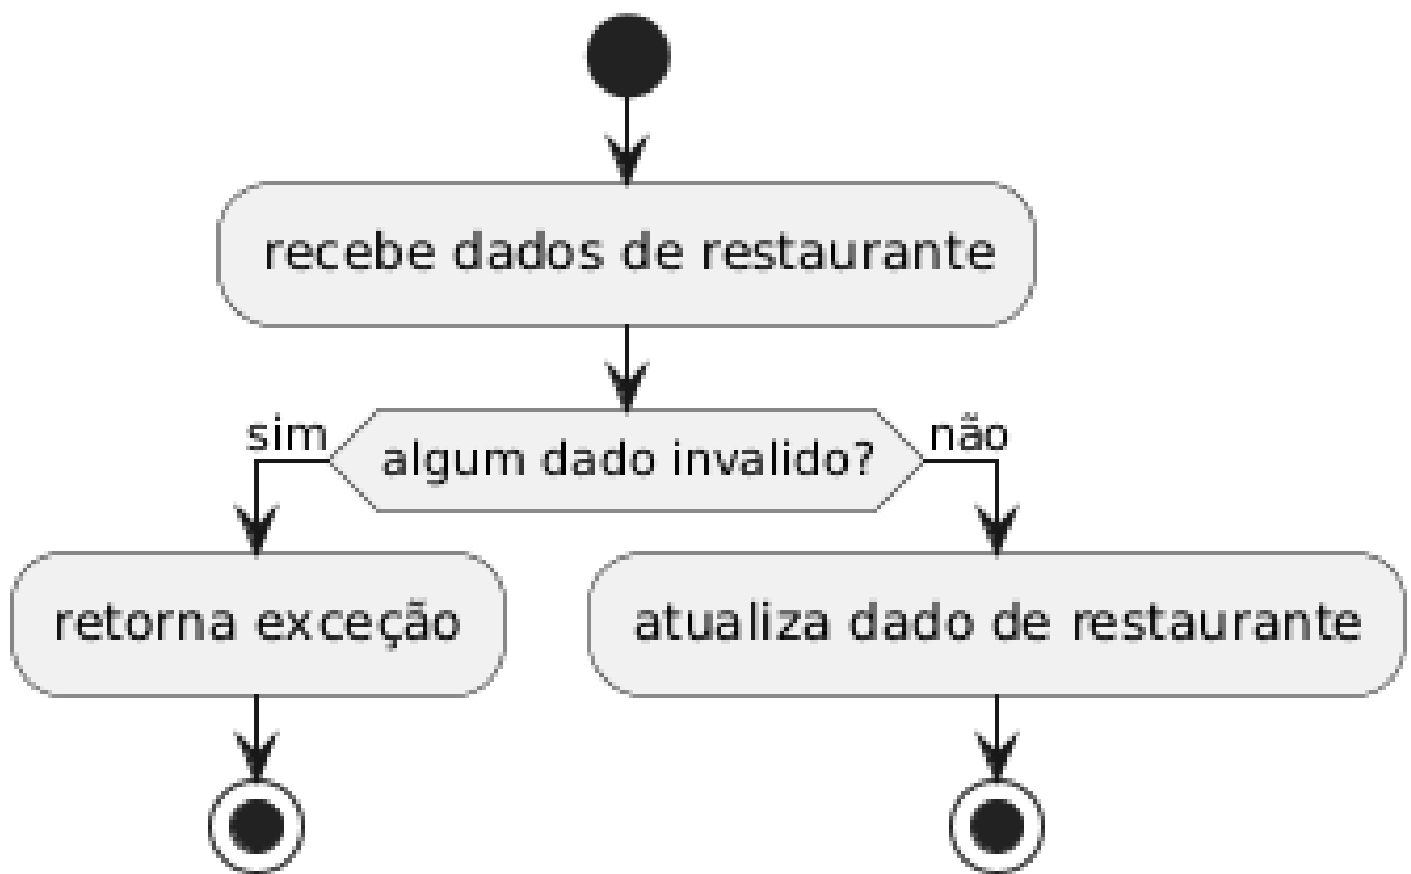 recebe dados de restaurante
sim
algum dado invalido?
não
retorna exceção
atualiza dado de restaurante